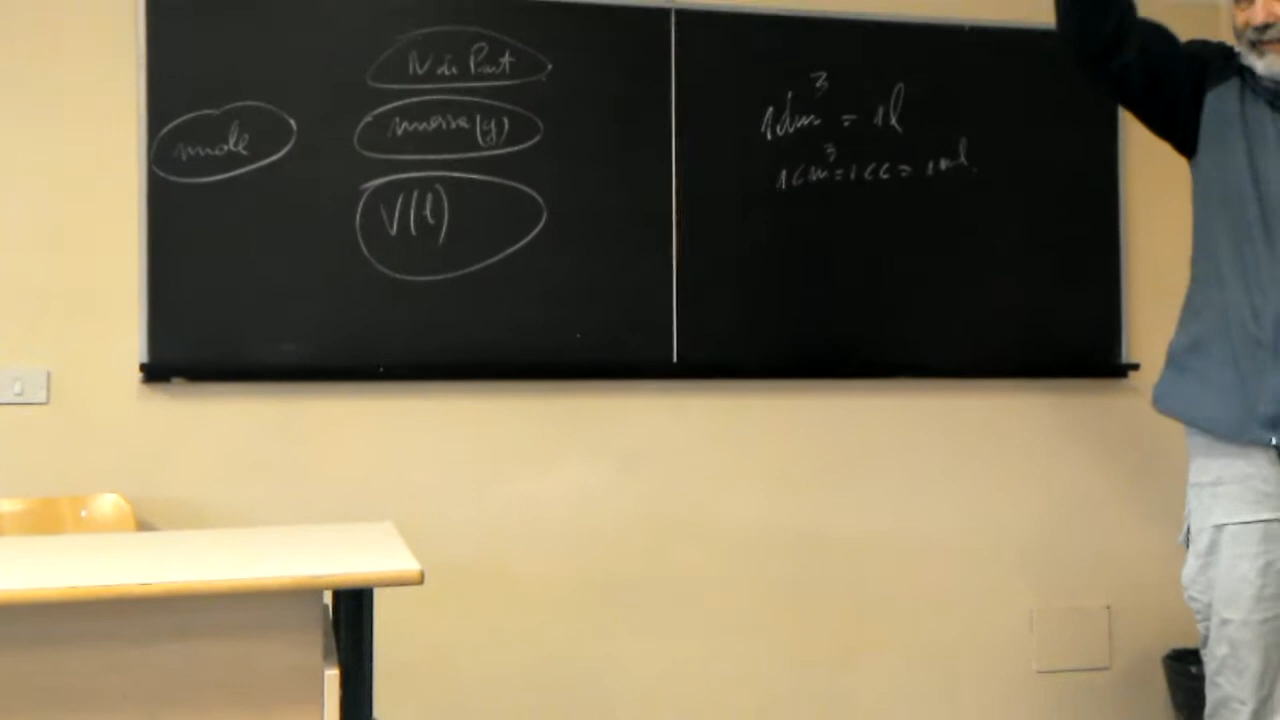 N di Part
mole
massa (g)
V(l)
1dm³ = 1l
1cm³ = 1cc = 1ml.